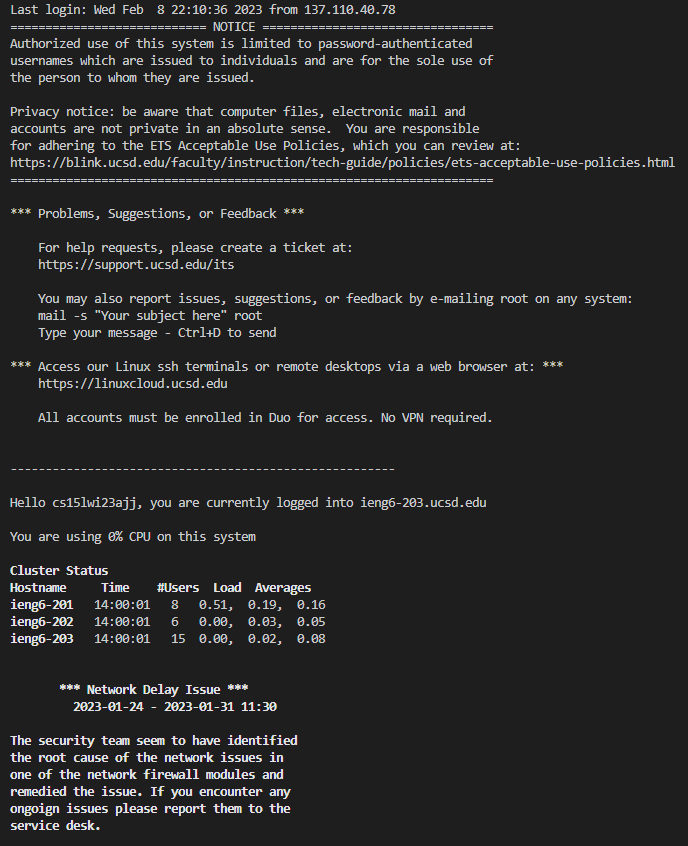 Last login: Wed Feb  8 22:10:36 2023 from 137.110.40.78
============================ NOTICE =================================
Authorized use of this system is limited to password-authenticated
usernames which are issued to individuals and are for the sole use of
the person to whom they are issued.

Privacy notice: be aware that computer files, electronic mail and
accounts are not private in an absolute sense.  You are responsible
for adhering to the ETS Acceptable Use Policies, which you can review at:
https://blink.ucsd.edu/faculty/instruction/tech-guide/policies/ets-acceptable-use-policies.html
=====================================================================

*** Problems, Suggestions, or Feedback ***

    For help requests, please create a ticket at:
    https://support.ucsd.edu/its

    You may also report issues, suggestions, or feedback by e-mailing root on any system:
    mail -s "Your subject here" root
    Type your message - Ctrl+D to send

*** Access our Linux ssh terminals or remote desktops via a web browser at: ***
    https://linuxcloud.ucsd.edu

    All accounts must be enrolled in Duo for access. No VPN required.


-------------------------------------------------------

Hello cs15lwi23ajj, you are currently logged into ieng6-203.ucsd.edu

You are using 0% CPU on this system

Cluster Status
Hostname     Time    #Users  Load  Averages
ieng6-201   14:00:01   8   0.51,  0.19,  0.16
ieng6-202   14:00:01   6   0.00,  0.03,  0.05
ieng6-203   14:00:01   15  0.00,  0.02,  0.08


       *** Network Delay Issue ***
         2023-01-24 - 2023-01-31 11:30

The security team seem to have identified
the root cause of the network issues in
one of the network firewall modules and
remedied the issue. If you encounter any
ongoign issues please report them to the
service desk.